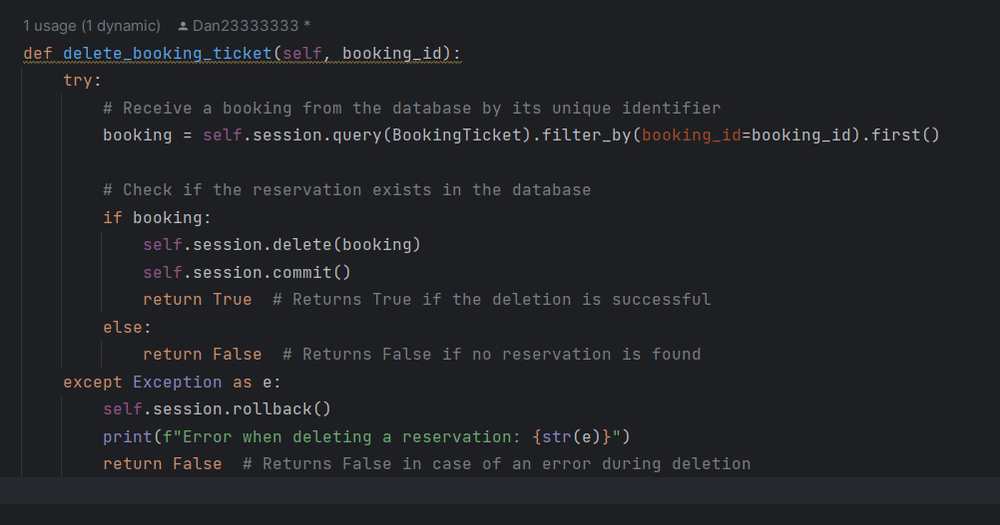 1 usage (1 dynamic) Dan23333333 *
def delete_booking_ticket(self, booking_id):
    try:
        # Receive a booking from the database by its unique identifier
        booking = self.session.query(BookingTicket).filter_by(booking_id=booking_id).first()

        # Check if the reservation exists in the database
        if booking:
            self.session.delete(booking)
            self.session.commit()
            return True  # Returns True if the deletion is successful
        else:
            return False  # Returns False if no reservation is found
    except Exception as e:
        self.session.rollback()
        print(f"Error when deleting a reservation: {str(e)}")
        return False  # Returns False in case of an error during deletion